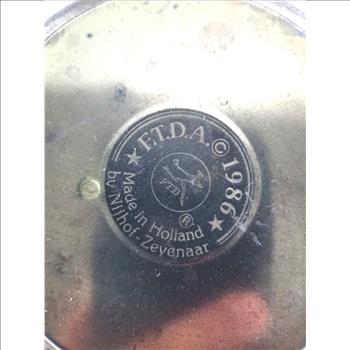 ★ F.T.D.A. © 1986 ★
FTD
®
Made in Holland
by Nijhof-Zevenaar